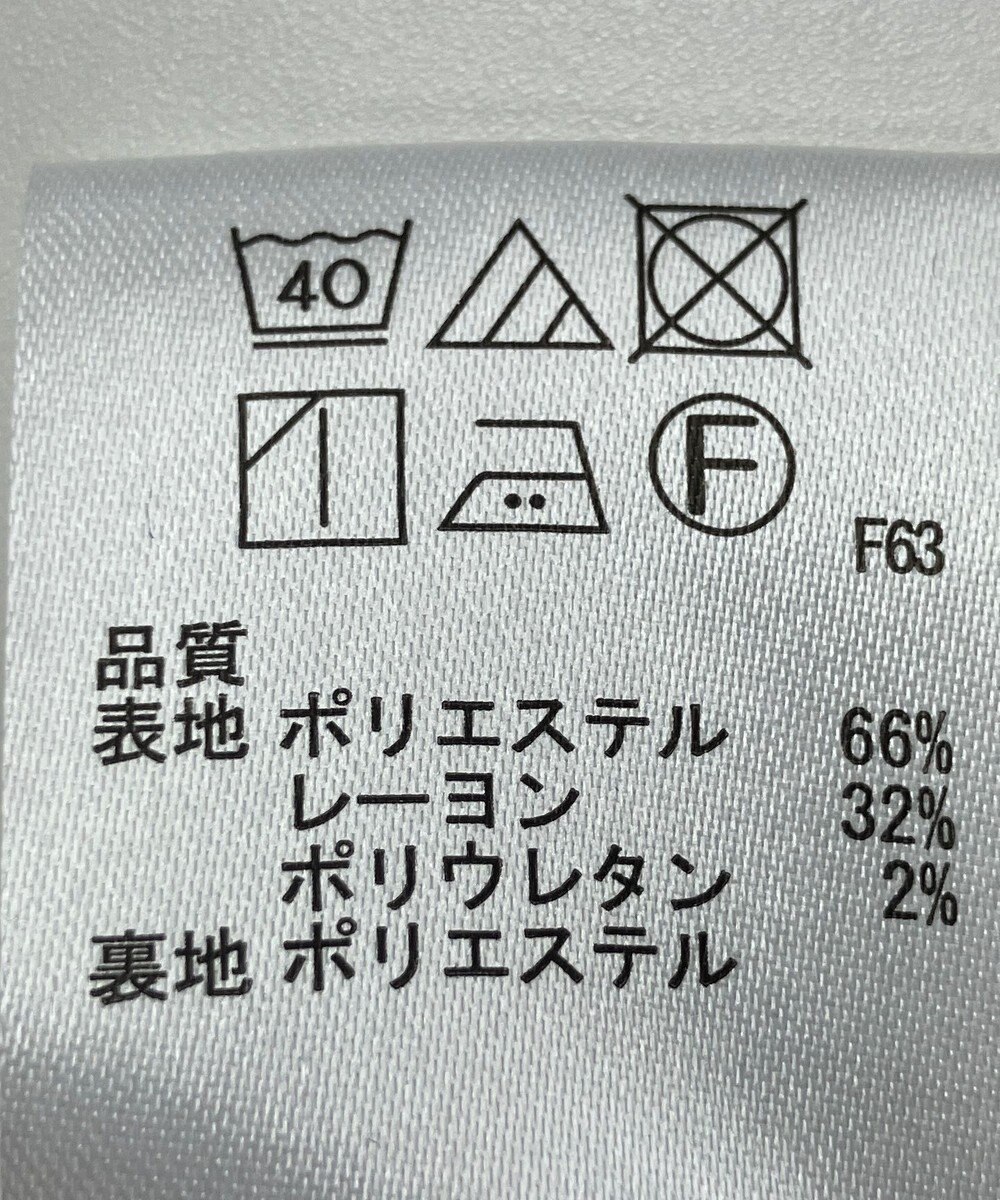 40
F
F63
品質
表地 ポリエステル 66%
レーヨン 32%
ポリウレタン 2%
裏地 ポリエステル